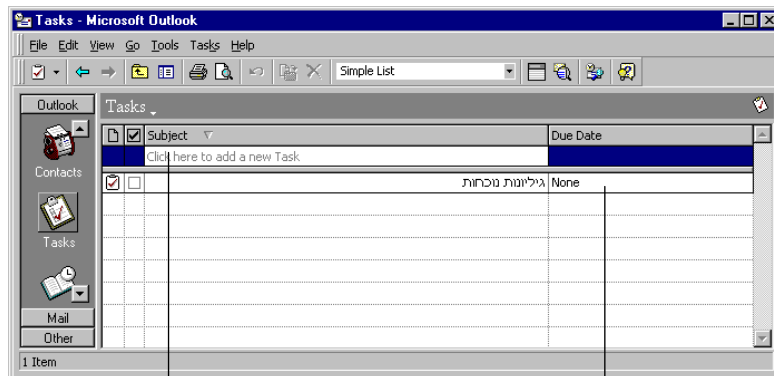 Tasks - Microsoft Outlook
File Edit View Go Tools Tasks Help
Simple List
Outlook Tasks
Subject Due Date
Click here to add a new Task
Contacts
גיליונות נוכחות None
Tasks
Mail
Other
1 Item